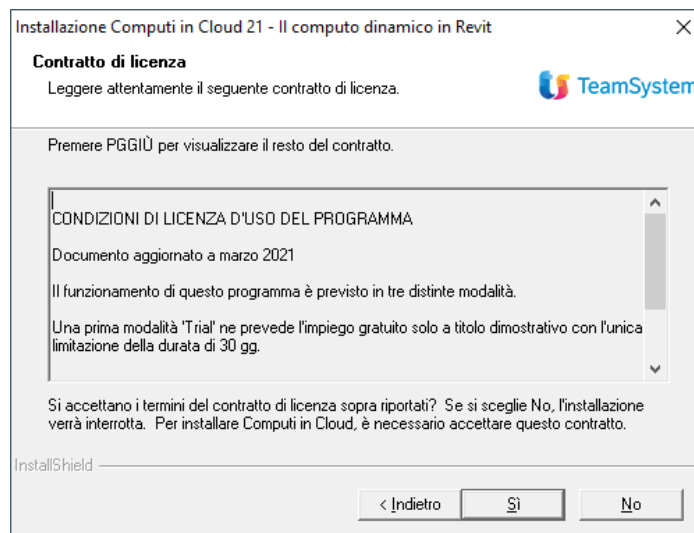 Installazione Computi in Cloud 21 - Il computo dinamico in Revit
Contratto di licenza
Leggere attentamente il seguente contratto di licenza.
TeamSystem
Premere PGGIÙ per visualizzare il resto del contratto.
CONDIZIONI DI LICENZA D'USO DEL PROGRAMMA
Documento aggiornato a marzo 2021
Il funzionamento di questo programma è previsto in tre distinte modalità.
Una prima modalità 'Trial' ne prevede l'impiego gratuito solo a titolo dimostrativo con l'unica
limitazione della durata di 30 gg.
Si accettano i termini del contratto di licenza sopra riportati? Se si sceglie No, l'installazione
verrà interrotta. Per installare Computi in Cloud, è necessario accettare questo contratto.
InstallShield
< Indietro
Sì
No